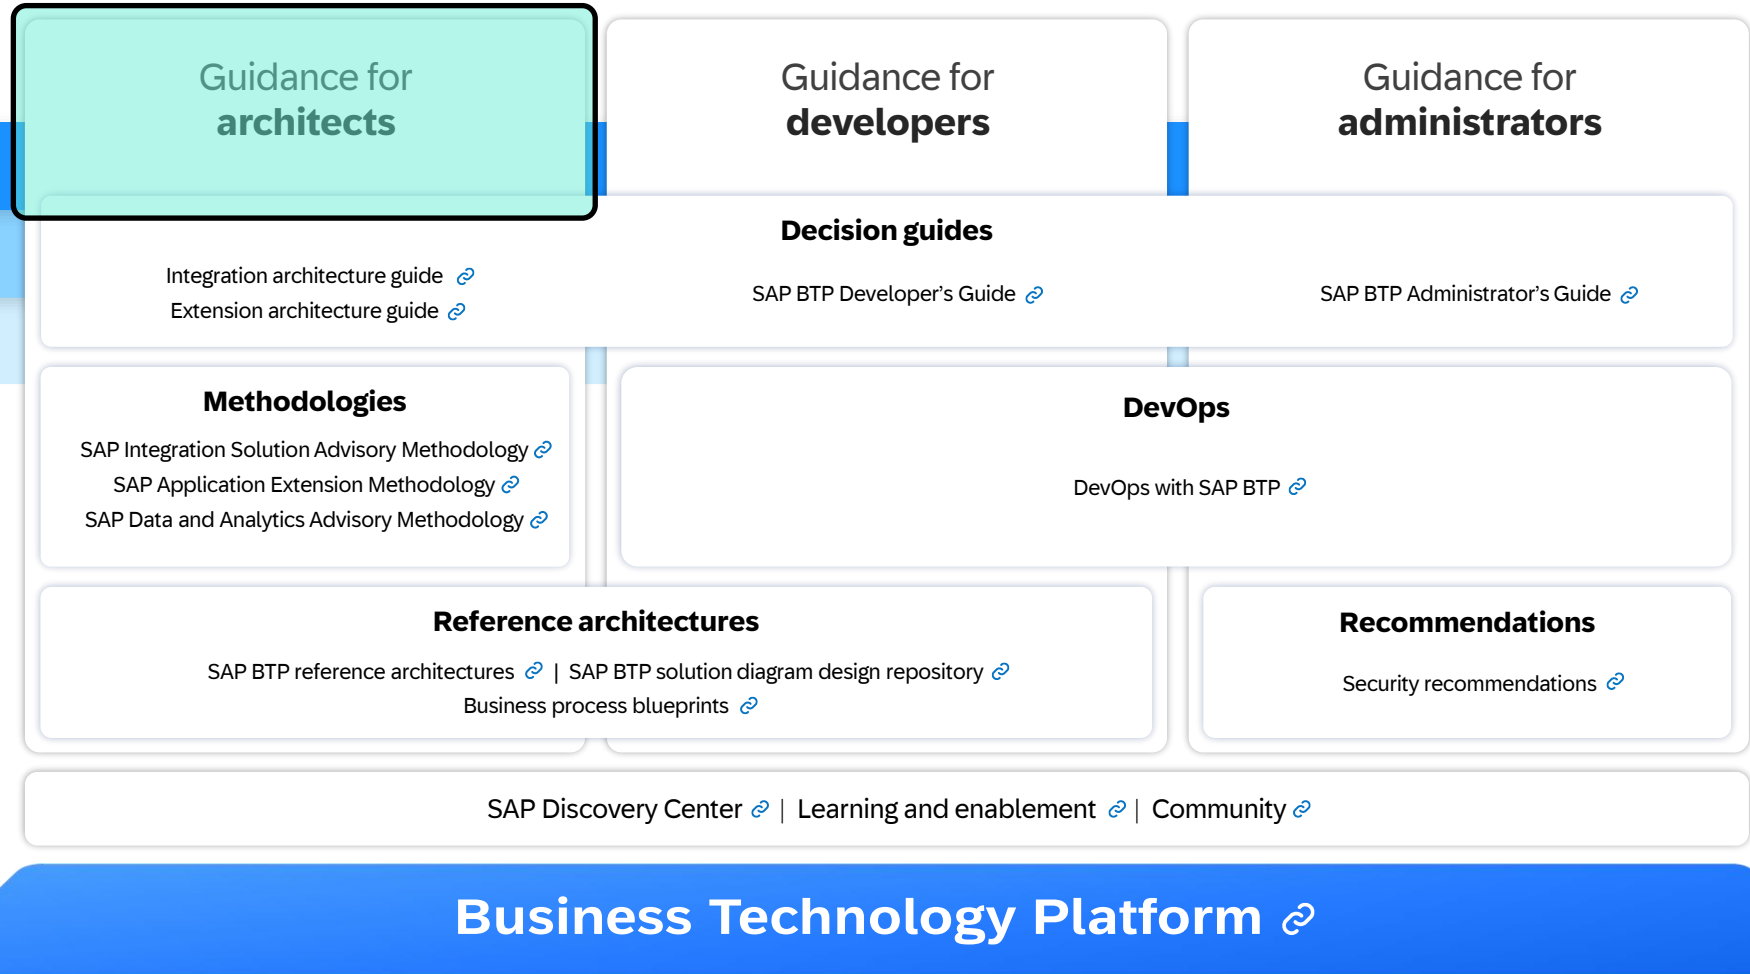 Guidance for
architects
Guidance for
developers
Guidance for
administrators
Decision guides
Integration architecture guide
Extension architecture guide
SAP BTP Developer’s Guide
SAP BTP Administrator’s Guide
Methodologies
SAP Integration Solution Advisory Methodology
SAP Application Extension Methodology
SAP Data and Analytics Advisory Methodology
DevOps
DevOps with SAP BTP
Reference architectures
SAP BTP reference architectures | SAP BTP solution diagram design repository
Business process blueprints
Recommendations
Security recommendations
SAP Discovery Center | Learning and enablement | Community
Business Technology Platform